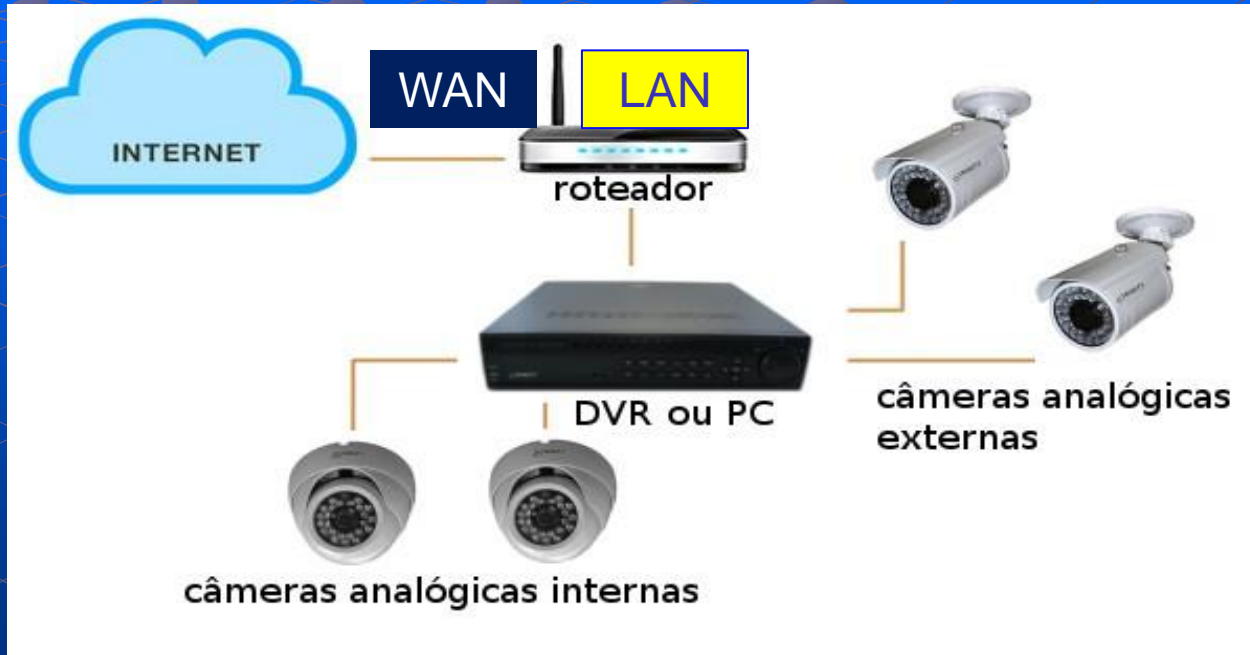 WAN
LAN
INTERNET
roteador
DVR ou PC
câmeras analógicas
externas
câmeras analógicas internas